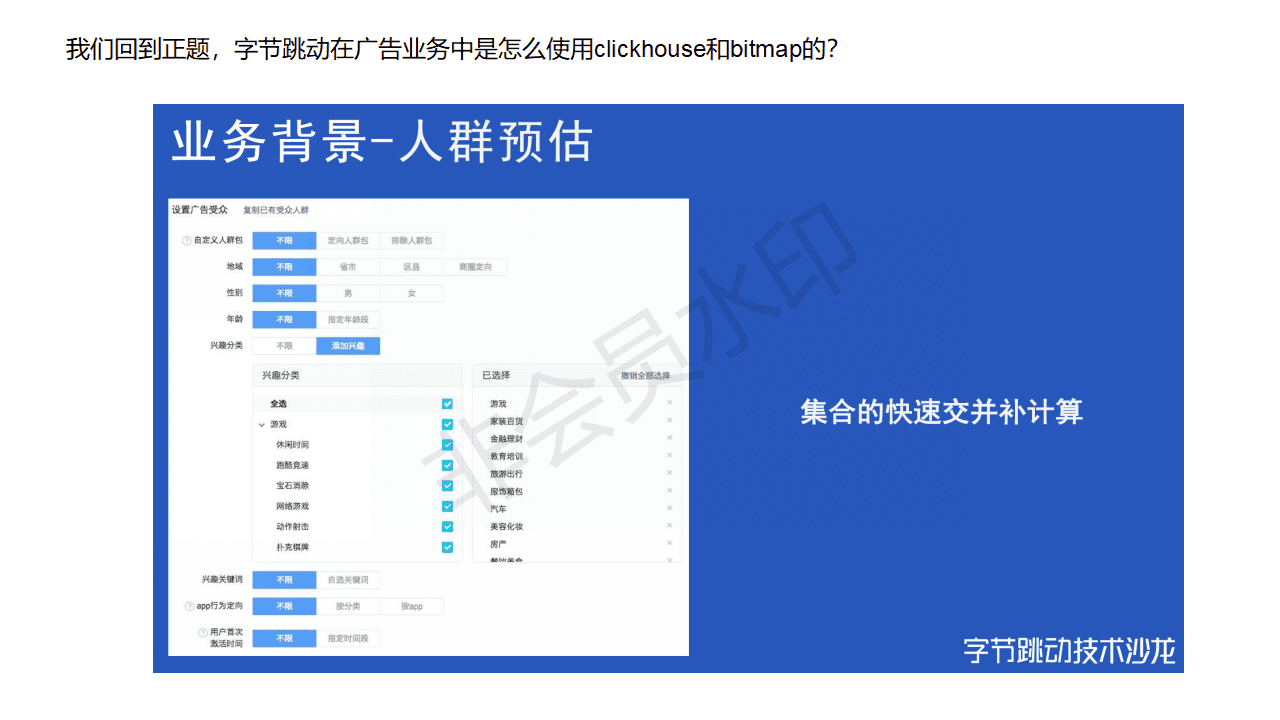 我们回到正题，字节跳动在广告业务中是怎么使用clickhouse和bitmap的？
业务背景-人群预估
设置广告受众 复制已有受众人群
? 自定义人群包 不限 定向人群包 排除人群包
地域 不限 省市 区县 商圈定向
性别 不限 男 女
年龄 不限 指定年龄段
兴趣分类 不限 添加兴趣
兴趣分类
全选
游戏
休闲时间
跑酷竞速
宝石消除
网络游戏
动作射击
扑克棋牌
已选择 撤销全部选择
游戏
家装百货
金融理财
教育培训
旅游出行
服饰箱包
汽车
美容化妆
房产
餐饮美食
兴趣关键词 不限 自选关键词
? app行为定向 不限 按分类 按app
? 用户首次
激活时间 不限 指定时间段
集合的快速交并补计算
字节跳动技术沙龙
非会员水印